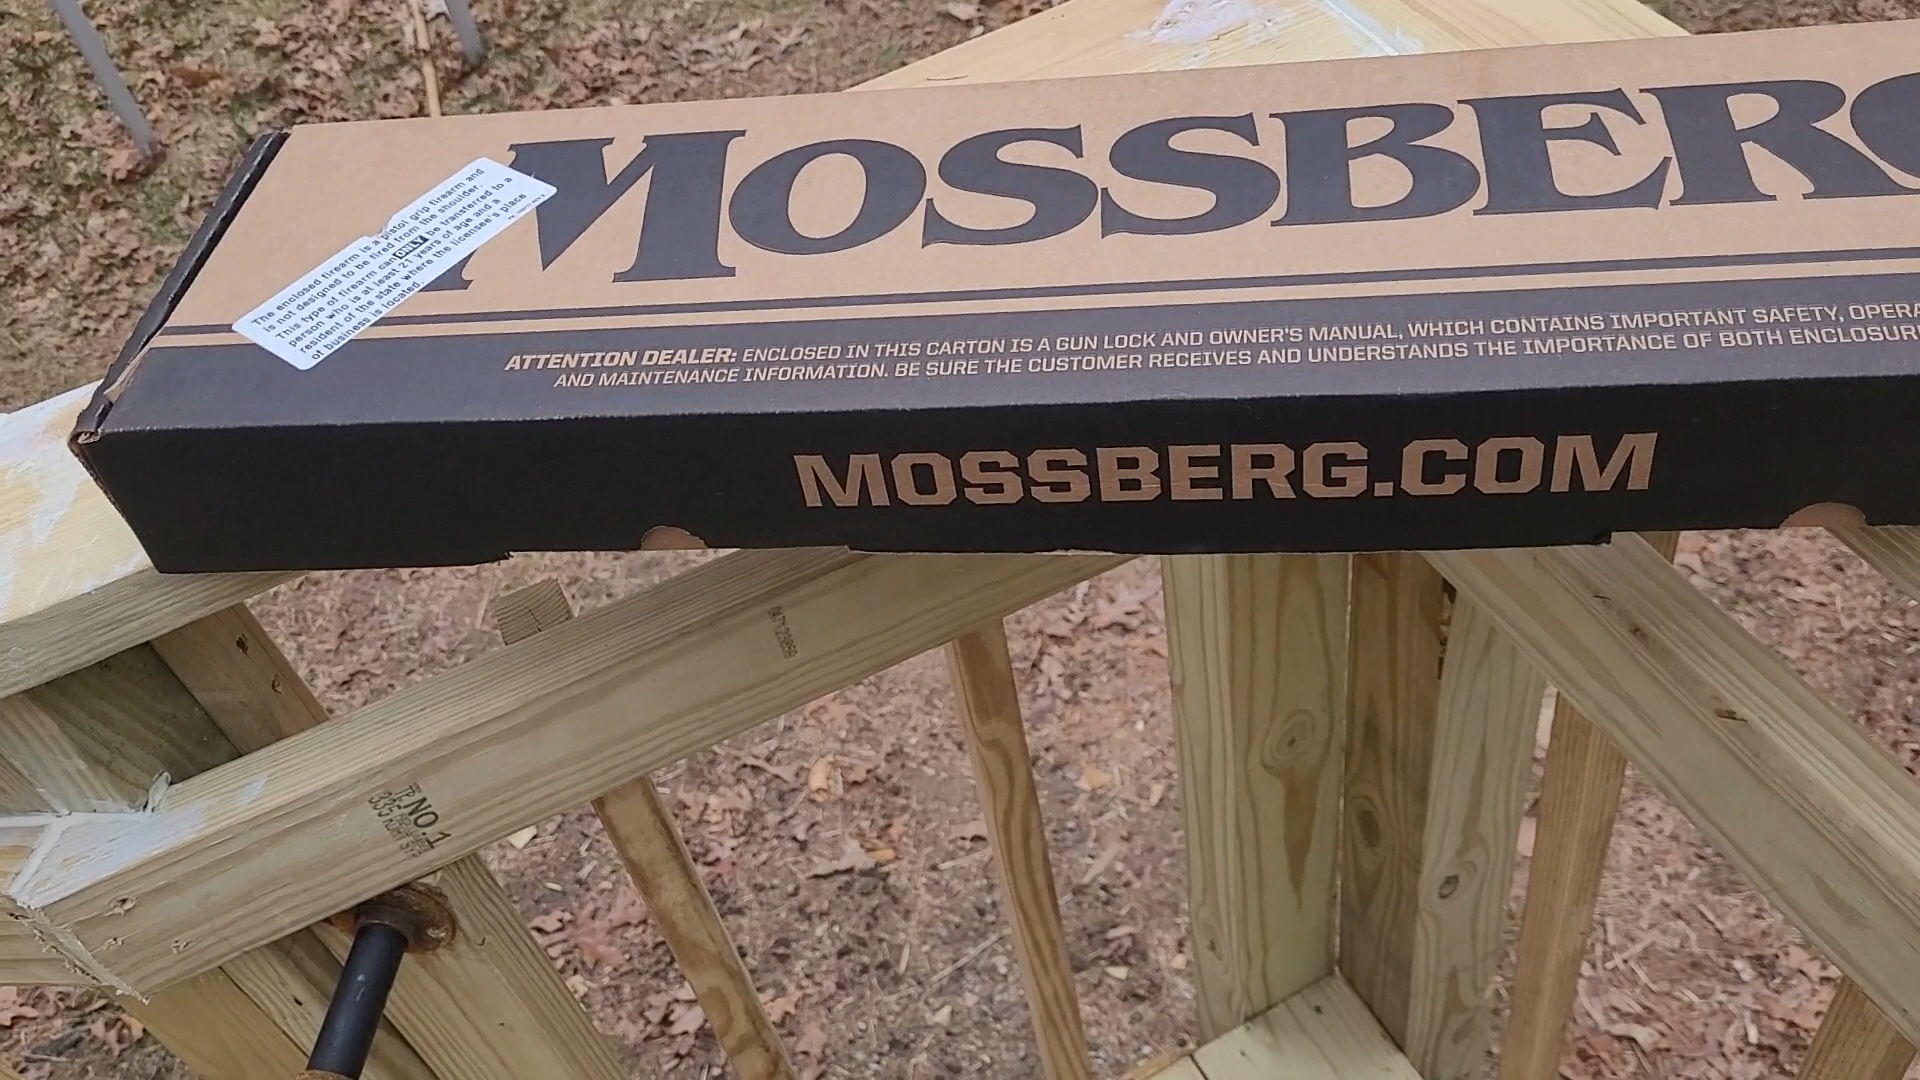 MOSSBERG
The enclosed firearm is a pistol grip firearm and
is not designed to be fired from the shoulder.
This type of firearm can ONLY be transferred to a
person who is at least 21 years of age and a
resident of the state where the licensee's place
of business is located.
ATTENTION DEALER: ENCLOSED IN THIS CARTON IS A GUN LOCK AND OWNER'S MANUAL, WHICH CONTAINS IMPORTANT SAFETY, OPERA
AND MAINTENANCE INFORMATION. BE SURE THE CUSTOMER RECEIVES AND UNDERSTANDS THE IMPORTANCE OF BOTH ENCLOSUR
MOSSBERG.COM
NO.1